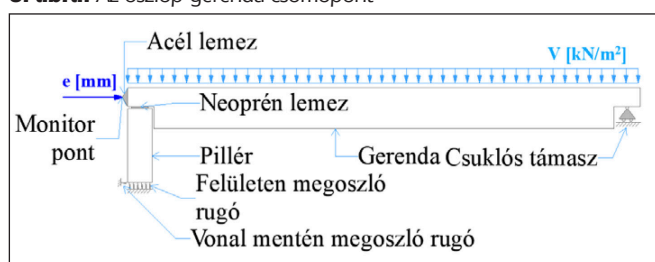 Acél lemez
V [kN/m²]
e [mm]
Neoprén lemez
Monitor
pont
Pillér
Gerenda
Csuklós támasz
Felületen megoszló
rugó
Vonal mentén megoszló rugó